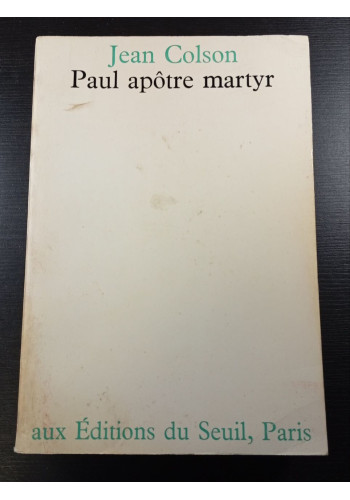 Jean Colson
Paul apôtre martyr
aux Éditions du Seuil, Paris